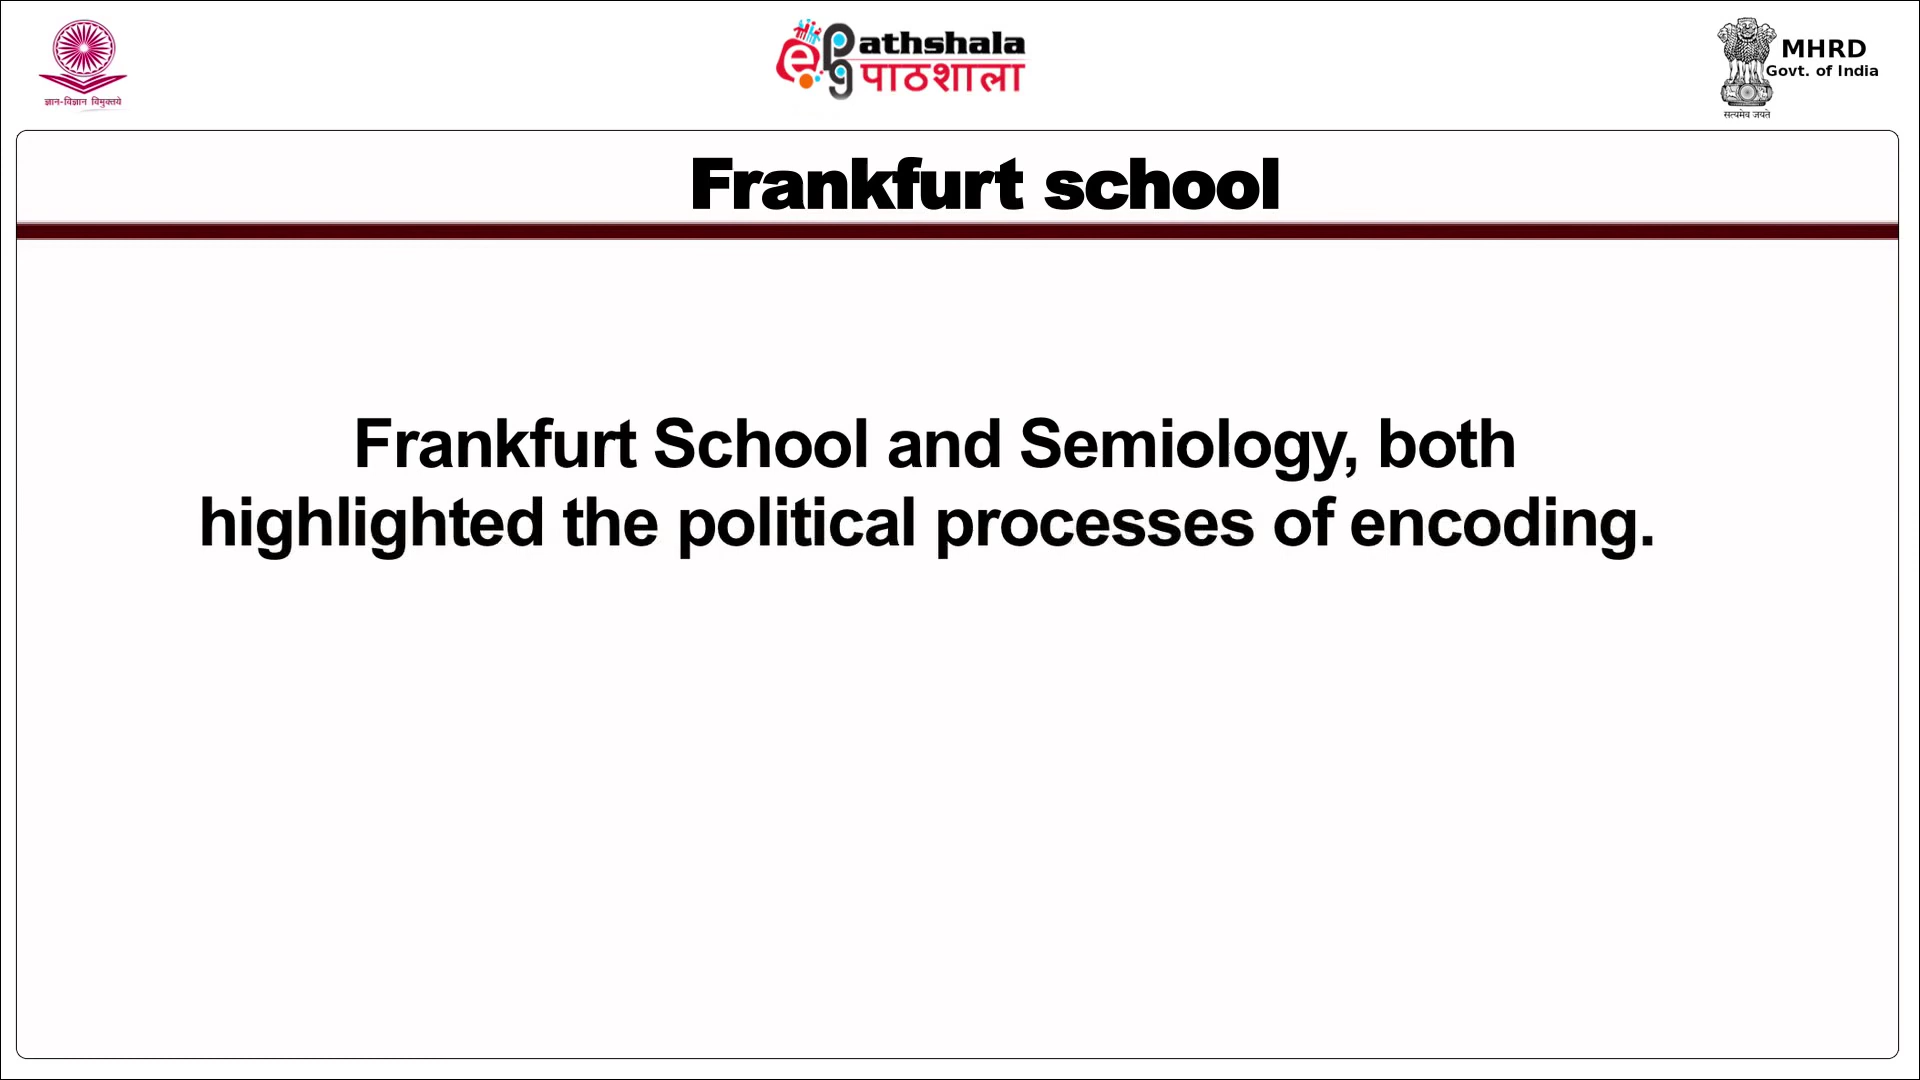 ज्ञान-विज्ञान विमुक्तये
ePG athshala
पाठशाला
MHRD
Govt. of India
सत्यमेव जयते
Frankfurt school
Frankfurt School and Semiology, both
highlighted the political processes of encoding.